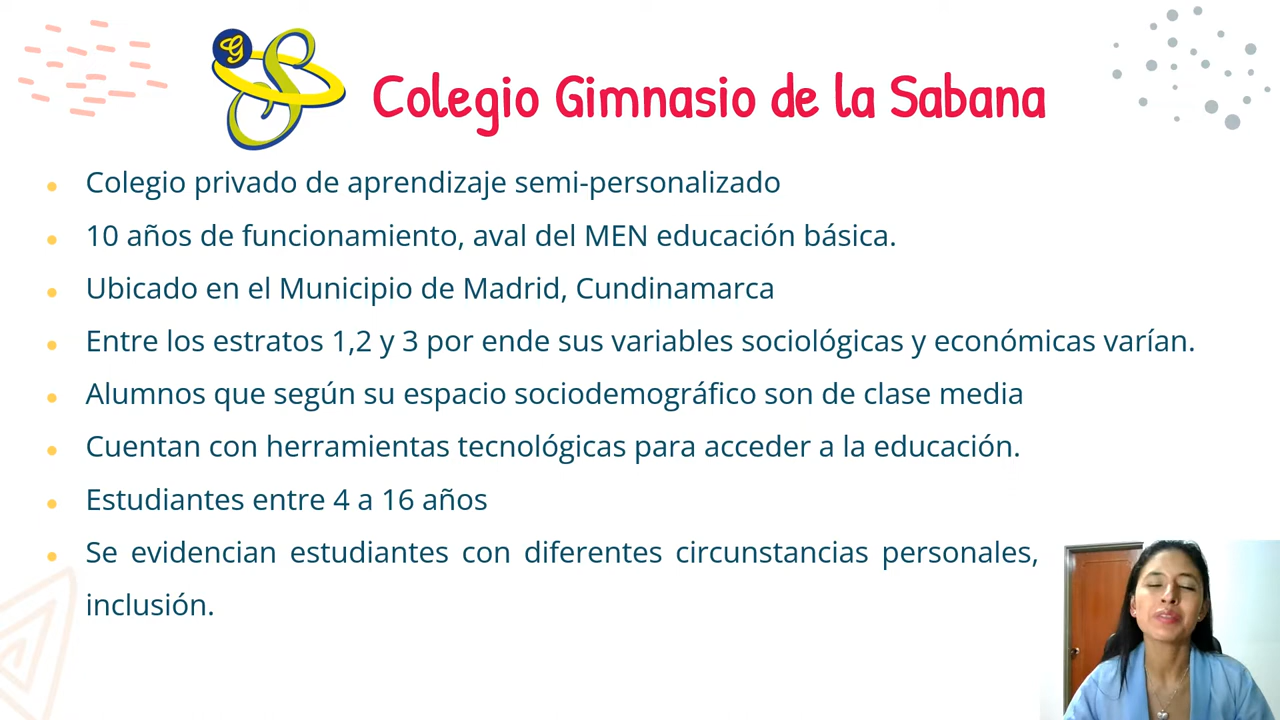 Colegio Gimnasio de la Sabana
Colegio privado de aprendizaje semi-personalizado
10 años de funcionamiento, aval del MEN educación básica.
Ubicado en el Municipio de Madrid, Cundinamarca
Entre los estratos 1,2 y 3 por ende sus variables sociológicas y económicas varían.
Alumnos que según su espacio sociodemográfico son de clase media
Cuentan con herramientas tecnológicas para acceder a la educación.
Estudiantes entre 4 a 16 años
Se evidencian estudiantes con diferentes circunstancias personales,
inclusión.